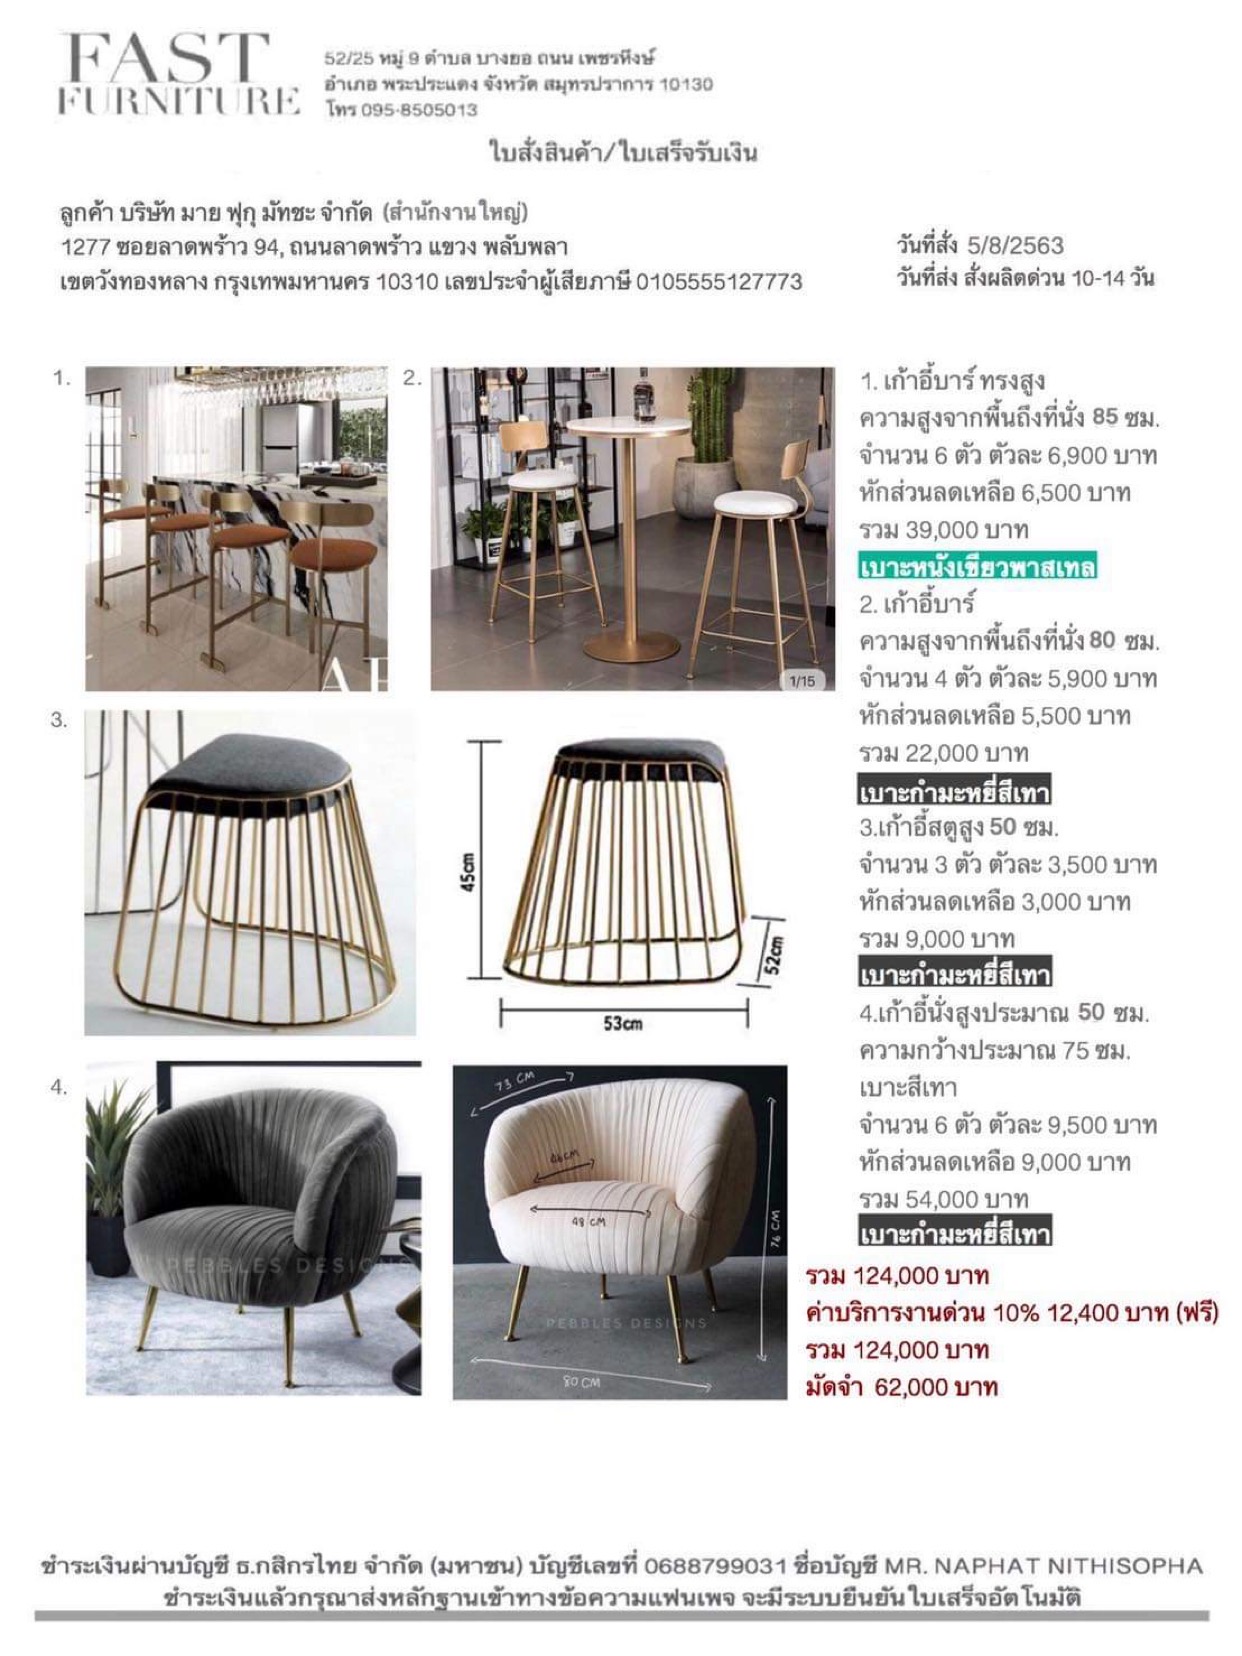 FAST
FURNITURE
52/25 หมู่ 9 ตำบล บางยอ ถนน เพชรหึงษ์
อำเภอ พระประแดง จังหวัด สมุทรปราการ 10130
โทร 095-8505013
ใบสั่งสินค้า/ใบเสร็จรับเงิน
ลูกค้า บริษัท มาย ฟุกุ มัทชะ จำกัด (สำนักงานใหญ่)
1277 ซอยลาดพร้าว 94, ถนนลาดพร้าว แขวง พลับพลา
เขตวังทองหลาง กรุงเทพมหานคร 10310 เลขประจำผู้เสียภาษี 0105555127773
วันที่สั่ง 5/8/2563
วันที่ส่ง สั่งผลิตด่วน 10-14 วัน
1.
2.
1/15
3.
45cm
52cm
53cm
4.
PEBBLES DESIGNS
73 CM
46CM
48 CM
76 CM
PEBBLES DESIGNS
80 CM
1. เก้าอี้บาร์ ทรงสูง
ความสูงจากพื้นถึงที่นั่ง 85 ซม.
จำนวน 6 ตัว ตัวละ 6,900 บาท
หักส่วนลดเหลือ 6,500 บาท
รวม 39,000 บาท
เบาะหนังเขียวพาสเทล
2. เก้าอี้บาร์
ความสูงจากพื้นถึงที่นั่ง 80 ซม.
จำนวน 4 ตัว ตัวละ 5,900 บาท
หักส่วนลดเหลือ 5,500 บาท
รวม 22,000 บาท
เบาะกำมะหยี่สีเทา
3.เก้าอี้สตูสูง 50 ซม.
จำนวน 3 ตัว ตัวละ 3,500 บาท
หักส่วนลดเหลือ 3,000 บาท
รวม 9,000 บาท
เบาะกำมะหยี่สีเทา
4.เก้าอี้นั่งสูงประมาณ 50 ซม.
ความกว้างประมาณ 75 ซม.
เบาะสีเทา
จำนวน 6 ตัว ตัวละ 9,500 บาท
หักส่วนลดเหลือ 9,000 บาท
รวม 54,000 บาท
เบาะกำมะหยี่สีเทา
รวม 124,000 บาท
ค่าบริการงานด่วน 10% 12,400 บาท (ฟรี)
รวม 124,000 บาท
มัดจำ 62,000 บาท
ชำระเงินผ่านบัญชี ธ.กสิกรไทย จำกัด (มหาชน) บัญชีเลขที่ 0688799031 ชื่อบัญชี MR. NAPHAT NITHISOPHA
ชำระเงินแล้วกรุณาส่งหลักฐานเข้าทางข้อความแฟนเพจ จะมีระบบยืนยันใบเสร็จอัตโนมัติ